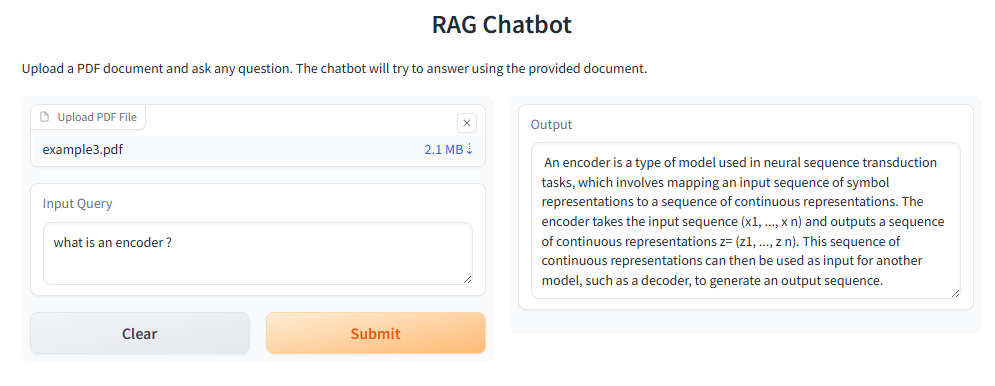 RAG Chatbot
Upload a PDF document and ask any question. The chatbot will try to answer using the provided document.
Upload PDF File
example3.pdf
2.1 MB ⇣
Input Query
what is an encoder ?
Clear
Submit
Output
An encoder is a type of model used in neural sequence transduction
tasks, which involves mapping an input sequence of symbol
representations to a sequence of continuous representations. The
encoder takes the input sequence (x1, ..., x n) and outputs a sequence
of continuous representations z= (z1, ..., z n). This sequence of
continuous representations can then be used as input for another
model, such as a decoder, to generate an output sequence.